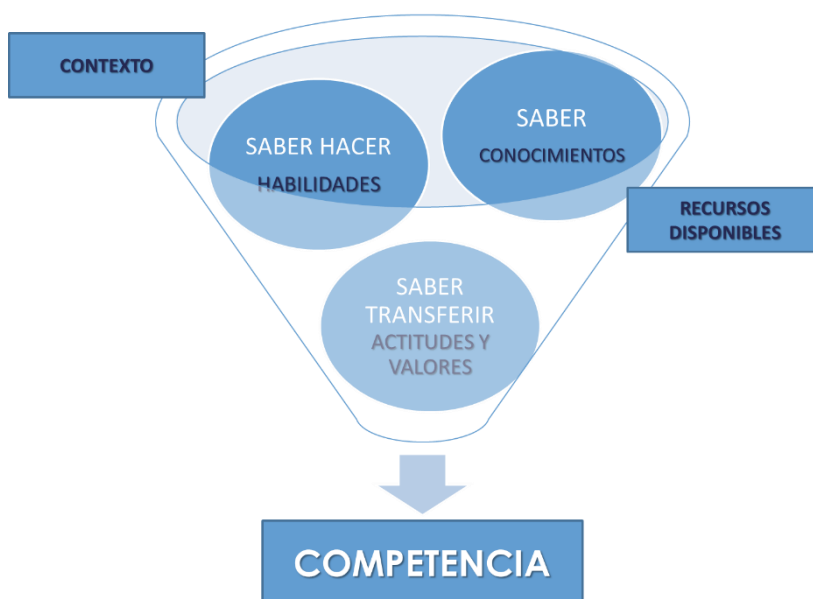 CONTEXTO
SABER HACER
HABILIDADES
SABER
CONOCIMIENTOS
RECURSOS
DISPONIBLES
SABER
TRANSFERIR
ACTITUDES Y
VALORES
COMPETENCIA